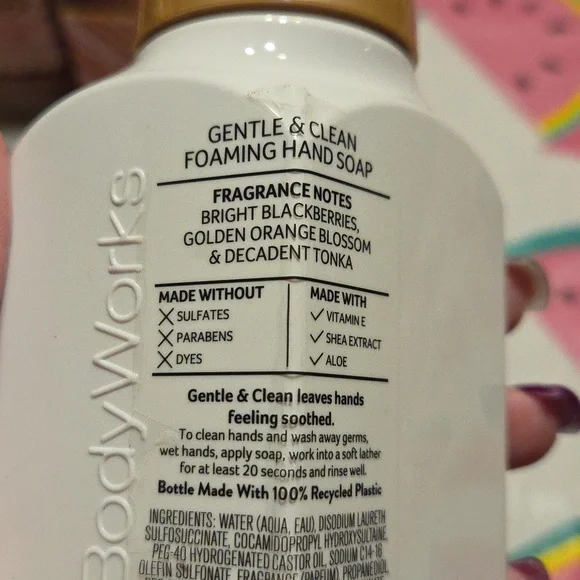 GENTLE & CLEAN
FOAMING HAND SOAP
FRAGRANCE NOTES
BRIGHT BLACKBERRIES,
GOLDEN ORANGE BLOSSOM
& DECADENT TONKA
MADE WITHOUT
X SULFATES
X PARABENS
X DYES
MADE WITH
✓ VITAMIN E
✓ SHEA EXTRACT
✓ ALOE
Gentle & Clean leaves hands
feeling soothed.
To clean hands and wash away germs,
wet hands, apply soap, work into a soft lather
for at least 20 seconds and rinse well.
Bottle Made With 100% Recycled Plastic
INGREDIENTS: WATER (AQUA, EAU), DISODIUM LAURETH
SULFOSUCCINATE, COCAMIDOPROPYL HYDROXYSULTAINE,
PEG-40 HYDROGENATED CASTOR OIL, SODIUM C14-16
OLEFIN SULFONATE, FRAGRANCE (PARFUM), PROPANEDIOL,
BodyWorks